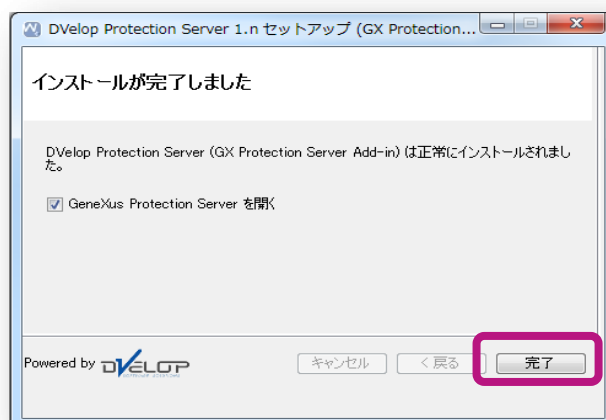 DVelop Protection Server 1.n セットアップ (GX Protection...
インストールが完了しました
DVelop Protection Server (GX Protection Server Add-in) は正常にインストールされまし
た。
GeneXus Protection Server を開く
Powered by DVELOP
キャンセル < 戻る 完了